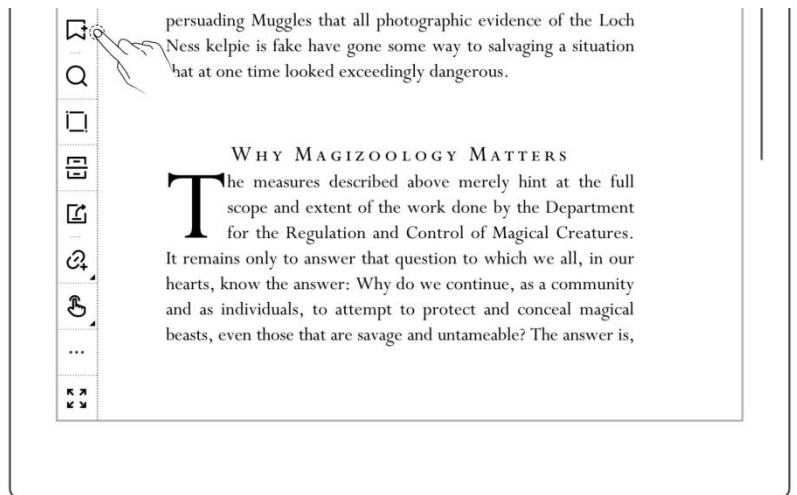 persuading Muggles that all photographic evidence of the Loch
Ness kelpie is fake have gone some way to salvaging a situation
hat at one time looked exceedingly dangerous.
WHY MAGIZOOLOGY MATTERS
The measures described above merely hint at the full
scope and extent of the work done by the Department
for the Regulation and Control of Magical Creatures.
It remains only to answer that question to which we all, in our
hearts, know the answer: Why do we continue, as a community
and as individuals, to attempt to protect and conceal magical
beasts, even those that are savage and untameable? The answer is,